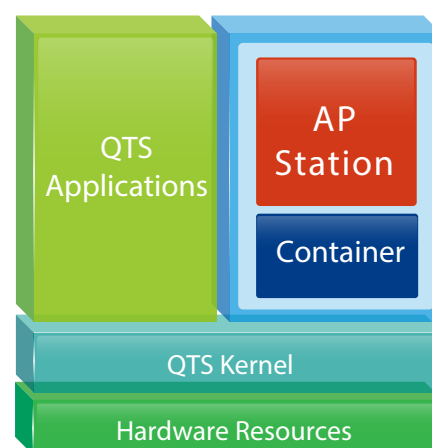 QTS
Applications
AP
Station
Container
QTS Kernel
Hardware Resources